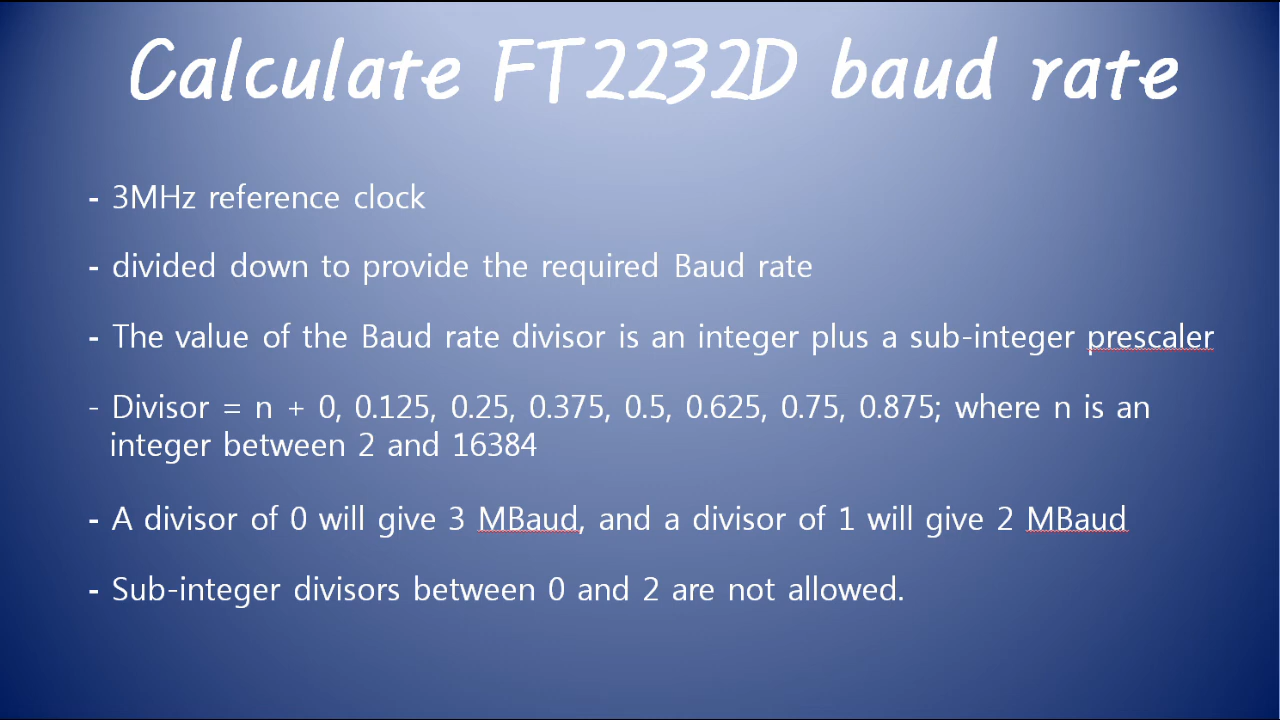 Calculate FT2232D baud rate
- 3MHz reference clock
- divided down to provide the required Baud rate
- The value of the Baud rate divisor is an integer plus a sub-integer prescaler
- Divisor = n + 0, 0.125, 0.25, 0.375, 0.5, 0.625, 0.75, 0.875; where n is an
integer between 2 and 16384
- A divisor of 0 will give 3 MBaud, and a divisor of 1 will give 2 MBaud
- Sub-integer divisors between 0 and 2 are not allowed.